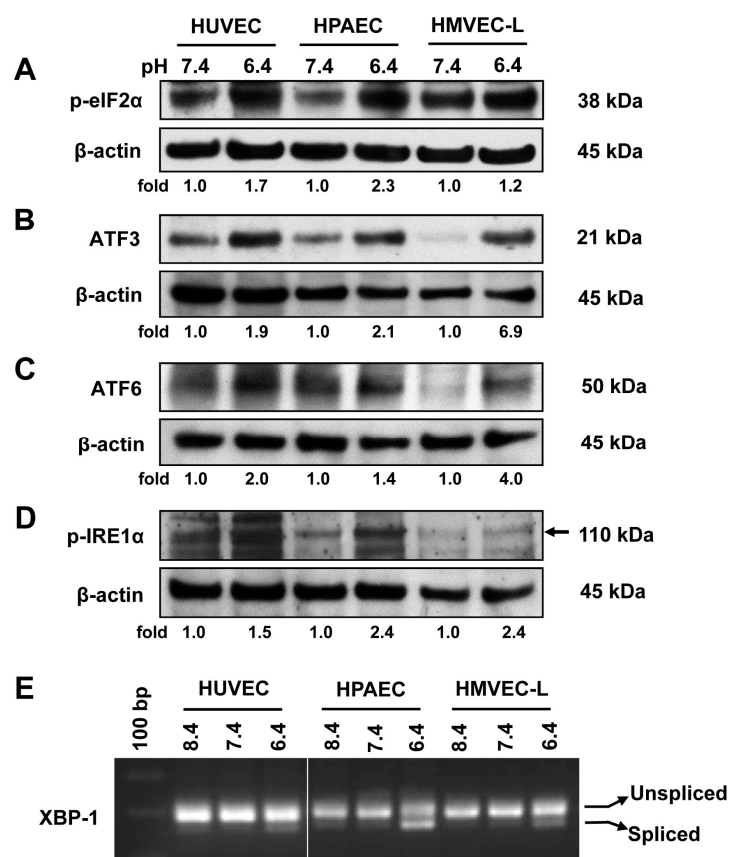 HUVEC HPAEC HMVEC-L
A
pH 7.4 6.4 7.4 6.4 7.4 6.4
p-eIF2α 38 kDa
β-actin 45 kDa
fold 1.0 1.7 1.0 2.3 1.0 1.2
B
ATF3 21 kDa
β-actin 45 kDa
fold 1.0 1.9 1.0 2.1 1.0 6.9
C
ATF6 50 kDa
β-actin 45 kDa
fold 1.0 2.0 1.0 1.4 1.0 4.0
D
p-IRE1α 110 kDa
β-actin 45 kDa
fold 1.0 1.5 1.0 2.4 1.0 2.4
E
HUVEC HPAEC HMVEC-L
100 bp 8.4 7.4 6.4 8.4 7.4 6.4 8.4 7.4 6.4
Unspliced
XBP-1
Spliced